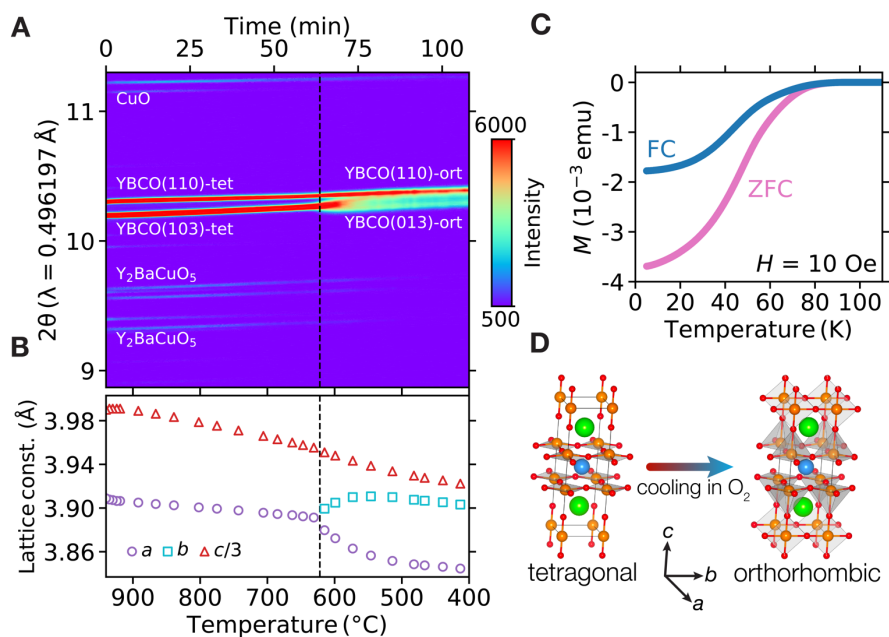 A
Time (min)
0 25 50 75 100
2θ (λ = 0.496197 Å)
11
10
9
CuO
YBCO(110)-tet
YBCO(110)-ort
YBCO(103)-tet
YBCO(013)-ort
Y₂BaCuO₅
Y₂BaCuO₅
6000
Intensity
500
B
Lattice const. (Å)
3.98
3.94
3.90
3.86
a b c/3
900 800 700 600 500 400
Temperature (°C)
C
M (10⁻³ emu)
0
-1
-2
-3
-4
FC
ZFC
H = 10 Oe
0 20 40 60 80 100
Temperature (K)
D
cooling in O₂
tetragonal
c
b
a
orthorhombic